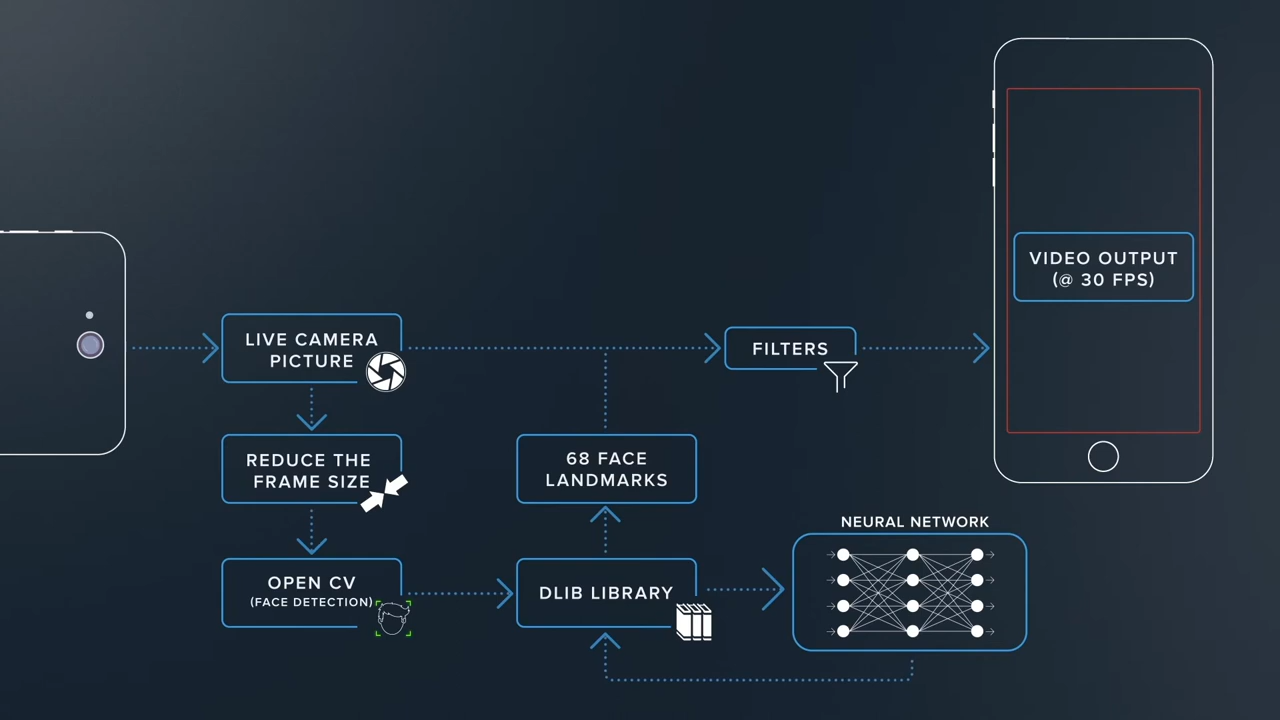 LIVE CAMERA
PICTURE
FILTERS
VIDEO OUTPUT
(@ 30 FPS)
REDUCE THE
FRAME SIZE
68 FACE
LANDMARKS
OPEN CV
(FACE DETECTION)
DLIB LIBRARY
NEURAL NETWORK